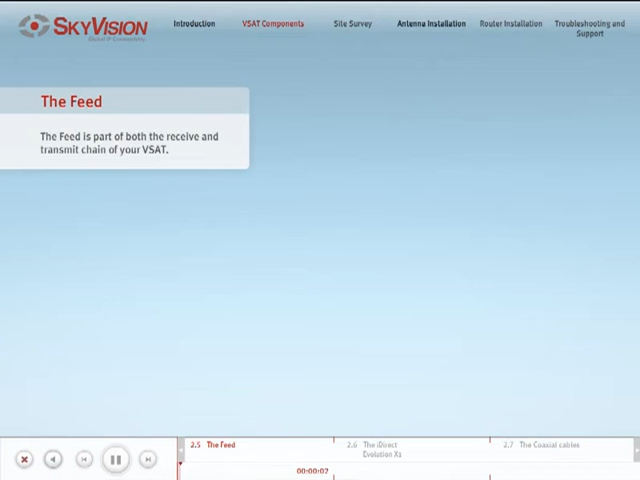 SKYVISION
Global IP Connectivity
Introduction
VSAT Components
Site Survey
Antenna Installation
Router Installation
Troubleshooting and
Support
The Feed
The Feed is part of both the receive and
transmit chain of your VSAT.
2.5 The Feed
2.6 The iDirect
Evolution X1
2.7 The Coaxial cables
00:00:02